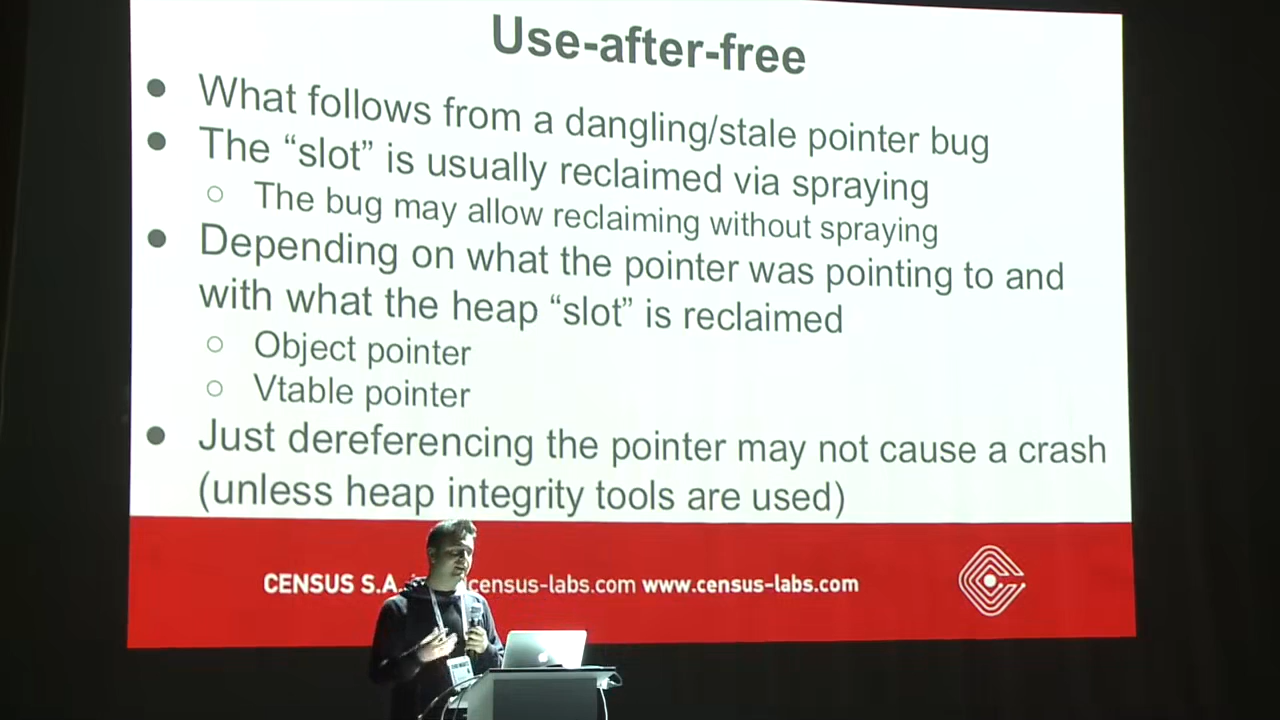 Use-after-free
● What follows from a dangling/stale pointer bug
● The “slot” is usually reclaimed via spraying
○ The bug may allow reclaiming without spraying
● Depending on what the pointer was pointing to and
with what the heap “slot” is reclaimed
○ Object pointer
○ Vtable pointer
● Just dereferencing the pointer may not cause a crash
(unless heap integrity tools are used)
CENSUS S.A. census-labs.com www.census-labs.com